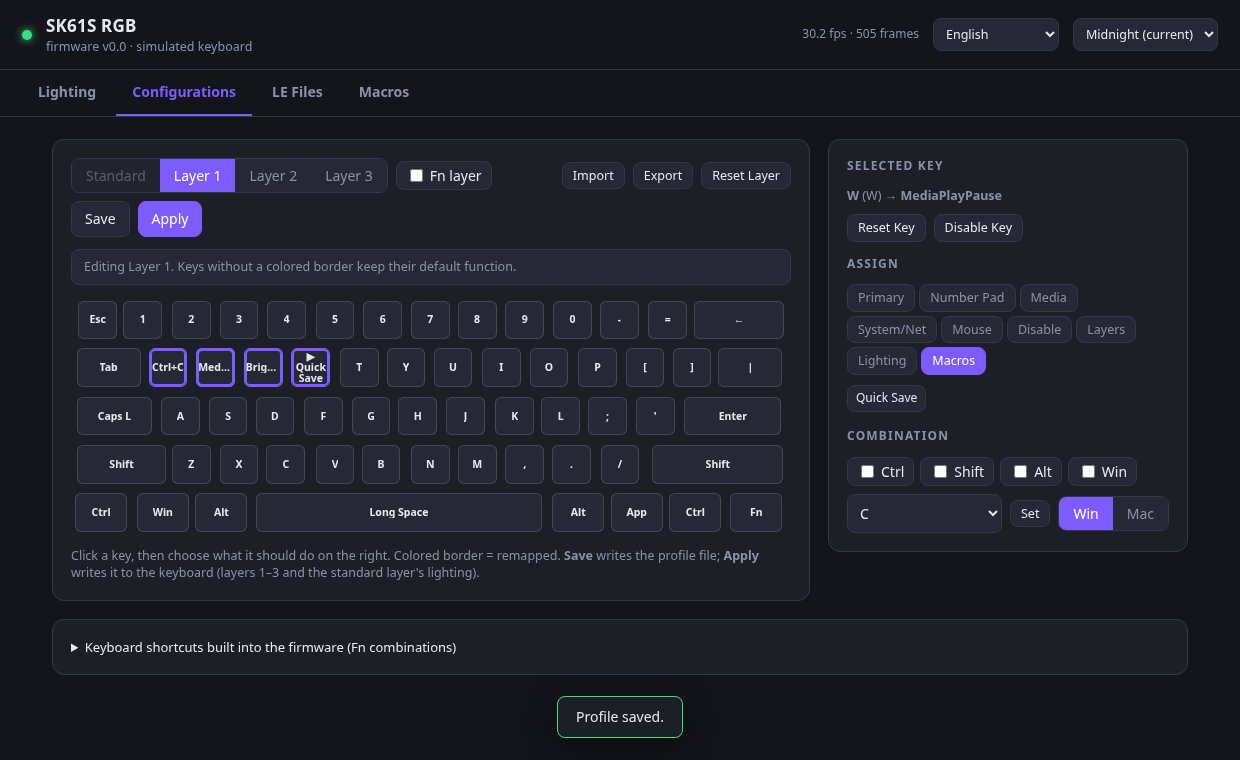 SK61S RGB
firmware v0.0 · simulated keyboard
30.2 fps · 505 frames
English
Midnight (current)
Lighting
Configurations
LE Files
Macros
Standard
Layer 1
Layer 2
Layer 3
Fn layer
Import
Export
Reset Layer
Save
Apply
Editing Layer 1. Keys without a colored border keep their default function.
Esc 1 2 3 4 5 6 7 8 9 0 - = ←
Tab Ctrl+C Med... Brig... ▶ Quick Save T Y U I O P [ ] |
Caps L A S D F G H J K L ; ' Enter
Shift Z X C V B N M , . / Shift
Ctrl Win Alt Long Space Alt App Ctrl Fn
Click a key, then choose what it should do on the right. Colored border = remapped. Save writes the profile file; Apply
writes it to the keyboard (layers 1–3 and the standard layer's lighting).
SELECTED KEY
W (W) → MediaPlayPause
Reset Key
Disable Key
ASSIGN
Primary
Number Pad
Media
System/Net
Mouse
Disable
Layers
Lighting
Macros
Quick Save
COMBINATION
Ctrl
Shift
Alt
Win
C
Set
Win
Mac
▶ Keyboard shortcuts built into the firmware (Fn combinations)
Profile saved.